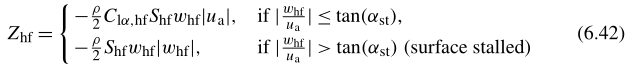 Z_hf = { −ρ/2 C_lα,hf S_hf w_hf |u_a|, if |w_hf/u_a| ≤ tan(α_st),
−ρ/2 S_hf w_hf |w_hf|, if |w_hf/u_a| > tan(α_st) (surface stalled) (6.42)